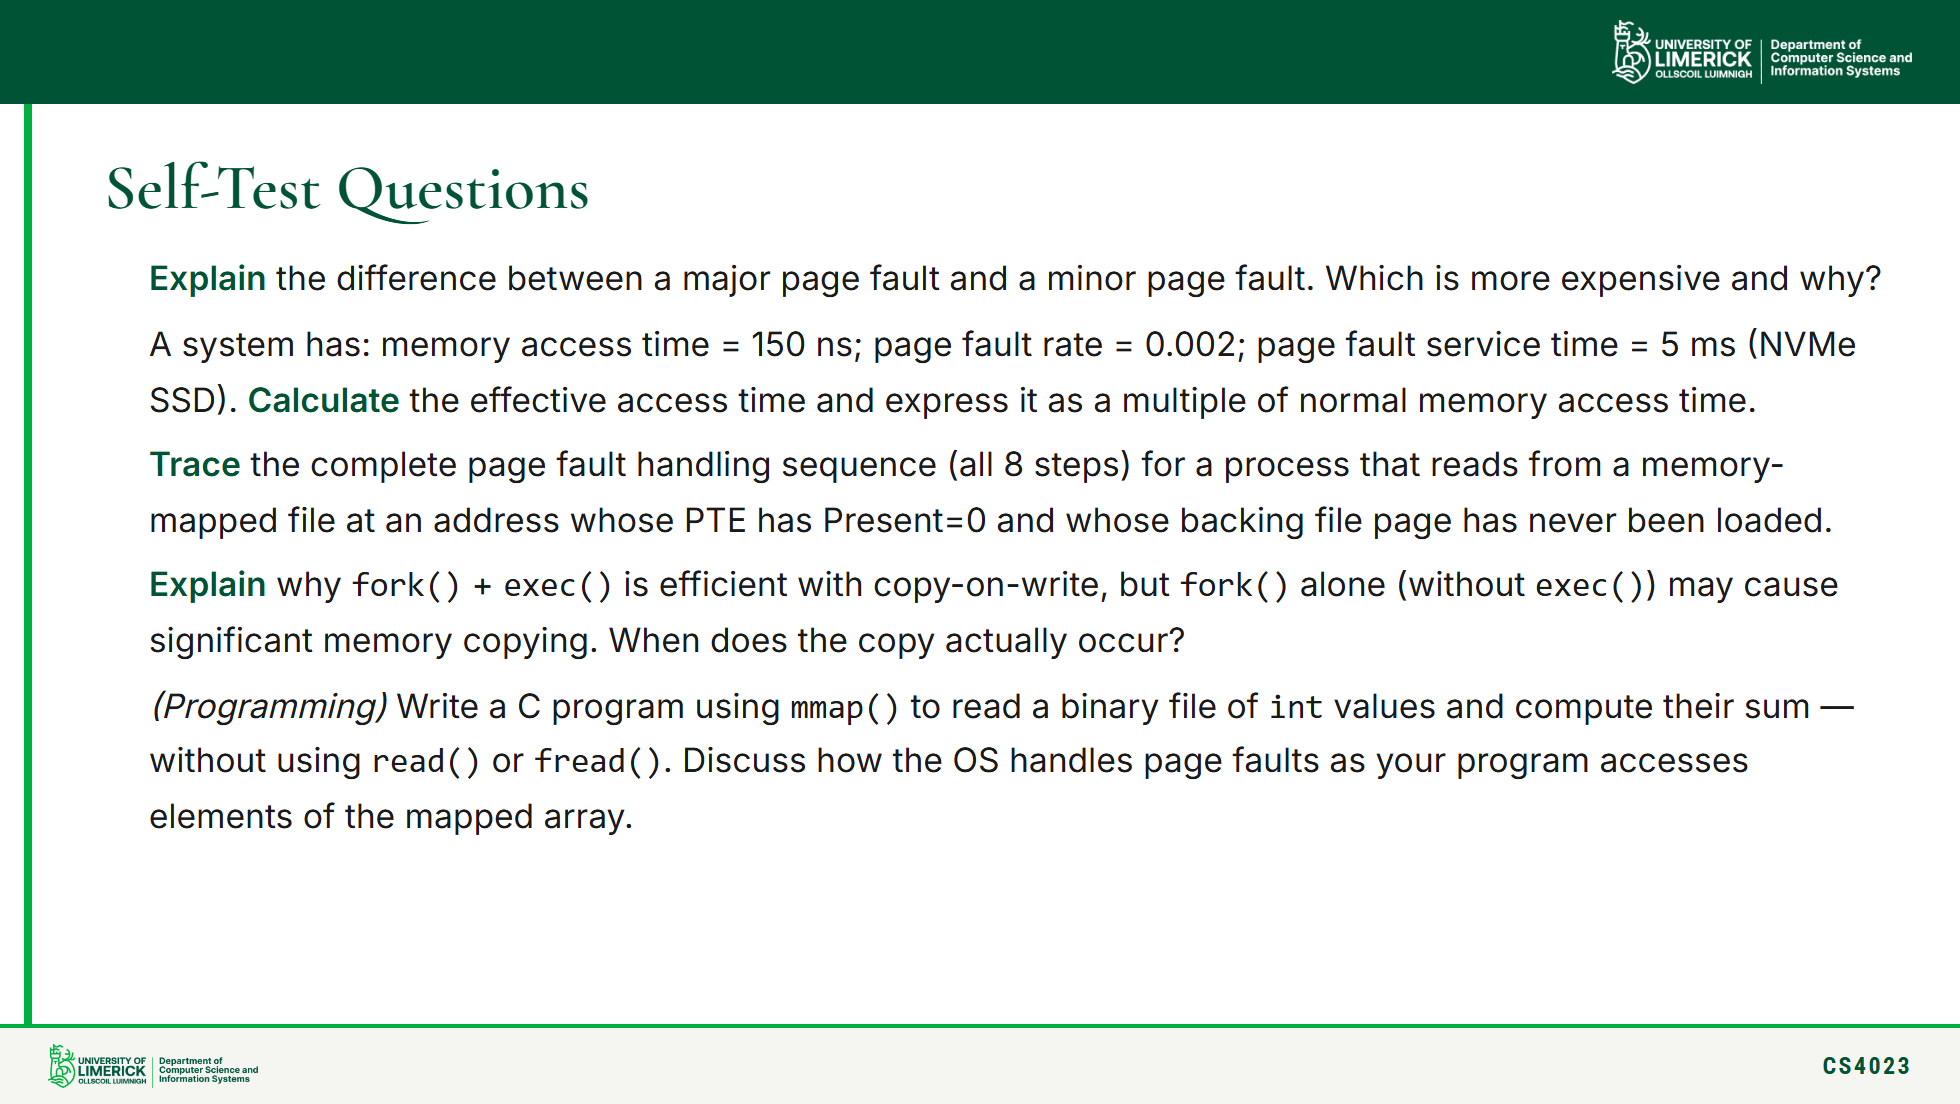 UNIVERSITY OF
LIMERICK
OLLSCOIL LUIMNIGH
Department of
Computer Science and
Information Systems
Self-Test Questions
Explain the difference between a major page fault and a minor page fault. Which is more expensive and why?
A system has: memory access time = 150 ns; page fault rate = 0.002; page fault service time = 5 ms (NVMe
SSD). Calculate the effective access time and express it as a multiple of normal memory access time.
Trace the complete page fault handling sequence (all 8 steps) for a process that reads from a memory-
mapped file at an address whose PTE has Present=0 and whose backing file page has never been loaded.
Explain why fork() + exec() is efficient with copy-on-write, but fork() alone (without exec()) may cause
significant memory copying. When does the copy actually occur?
(Programming) Write a C program using mmap() to read a binary file of int values and compute their sum —
without using read() or fread(). Discuss how the OS handles page faults as your program accesses
elements of the mapped array.
UNIVERSITY OF
LIMERICK
OLLSCOIL LUIMNIGH
Department of
Computer Science and
Information Systems
CS4023